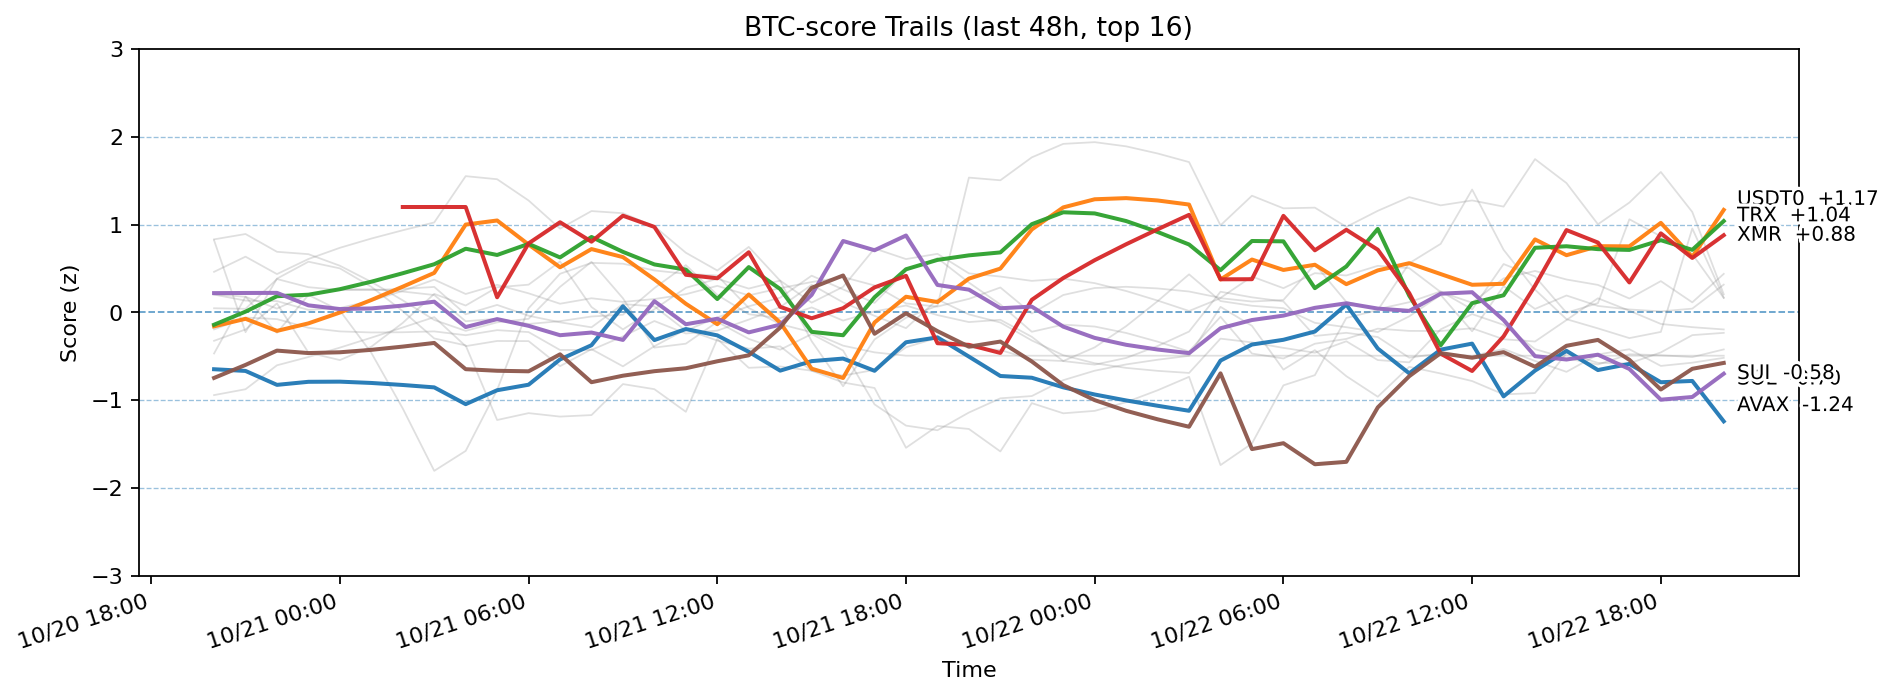 BTC-score Trails (last 48h, top 16)
Score (z)
3
2
1
0
−1
−2
−3
USDT0 +1.17
TRX +1.04
XMR +0.88
-0.58
AVAX -1.24
10/20 18:00
10/21 00:00
10/21 06:00
10/21 12:00
10/21 18:00
10/22 00:00
10/22 06:00
10/22 12:00
10/22 18:00
Time